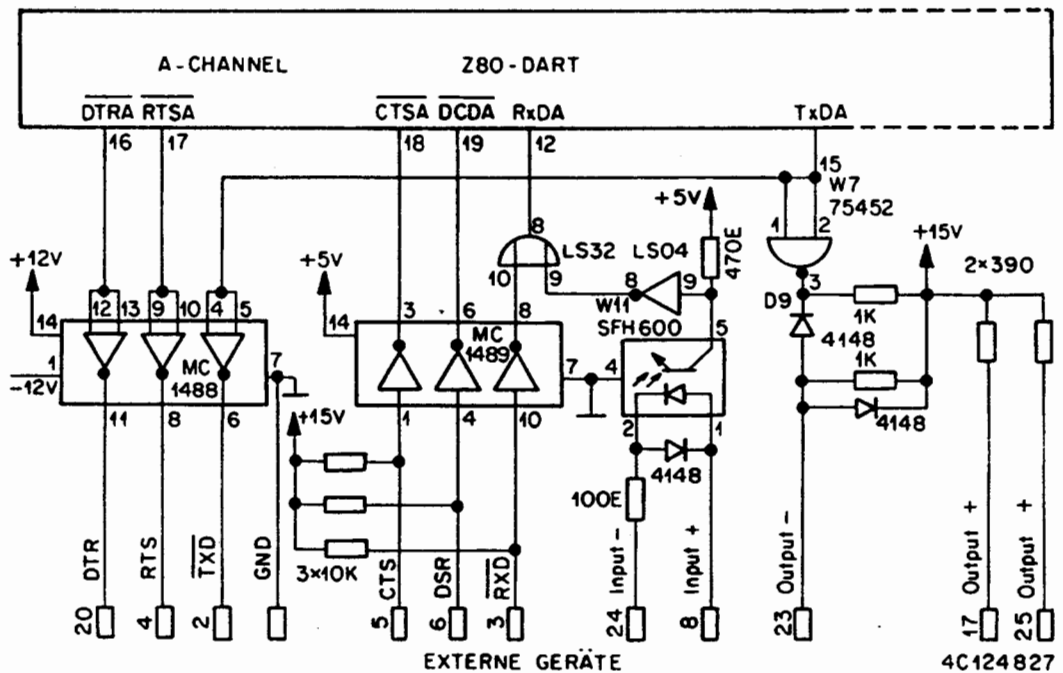 A-CHANNEL Z80-DART
DTRA RTSA CTSA DCDA RxDA TxDA
16 17 18 19 12 15
W7
75452
+5V
1 2
+12V +5V 8 LS32 LS04 470E +15V
10 9 8 9 3 2×390
12 13 9 10 4 5 W11 D9
14 3 6 8 SFH600 1K
14 MC 5 4148
1 7 1489 7 4 1K
-12V MC
1488
11 8 6 +15V 1 4 10 2 1 4148
4148
100E
3×10K
DTR RTS TXD GND CTS DSR RXD Input - Input + Output - Output + Output +
20 4 2 5 6 3 24 8 23 17 25
EXTERNE GERÄTE 4C124827